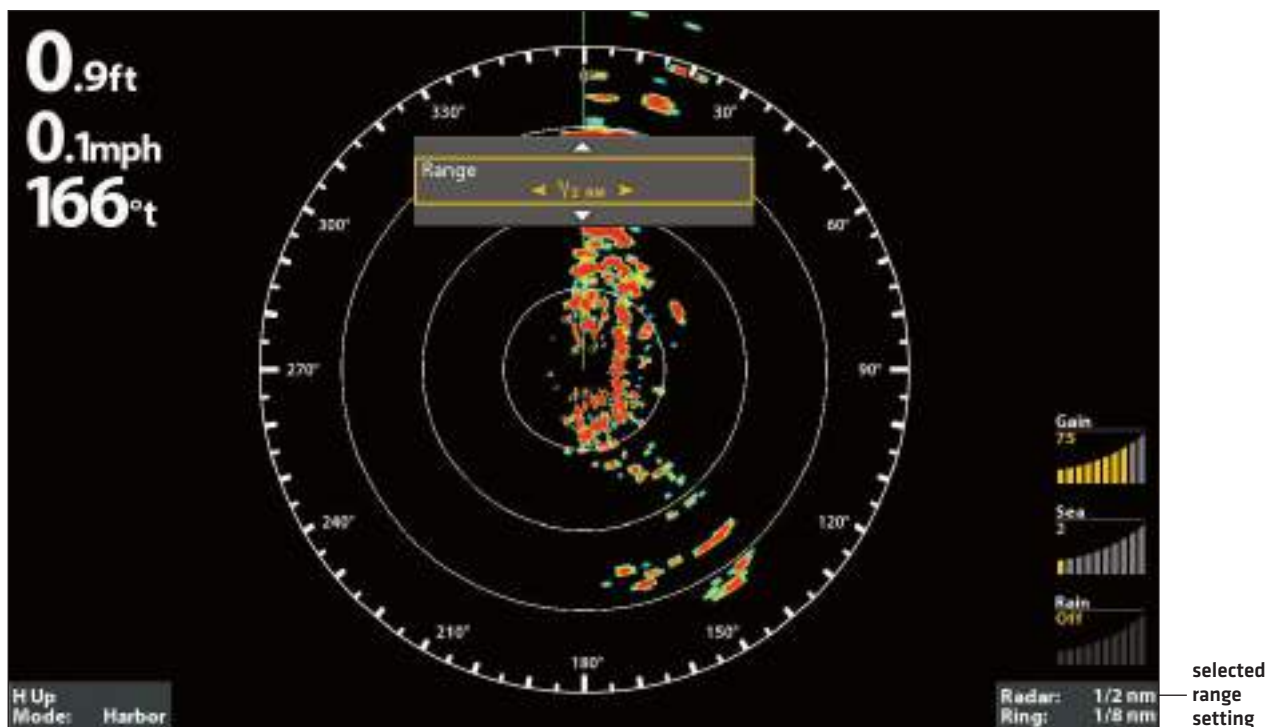 0.9ft
0.1mph
166°t
330°
30°
Range
1/2 nm
300°
60°
270°
90°
Gain
75
240°
120°
Sea
3
Rain
Off
210°
150°
180°
H Up
Mode: Harbor
Radar: 1/2 nm
Ring: 1/8 nm
selected
range
setting